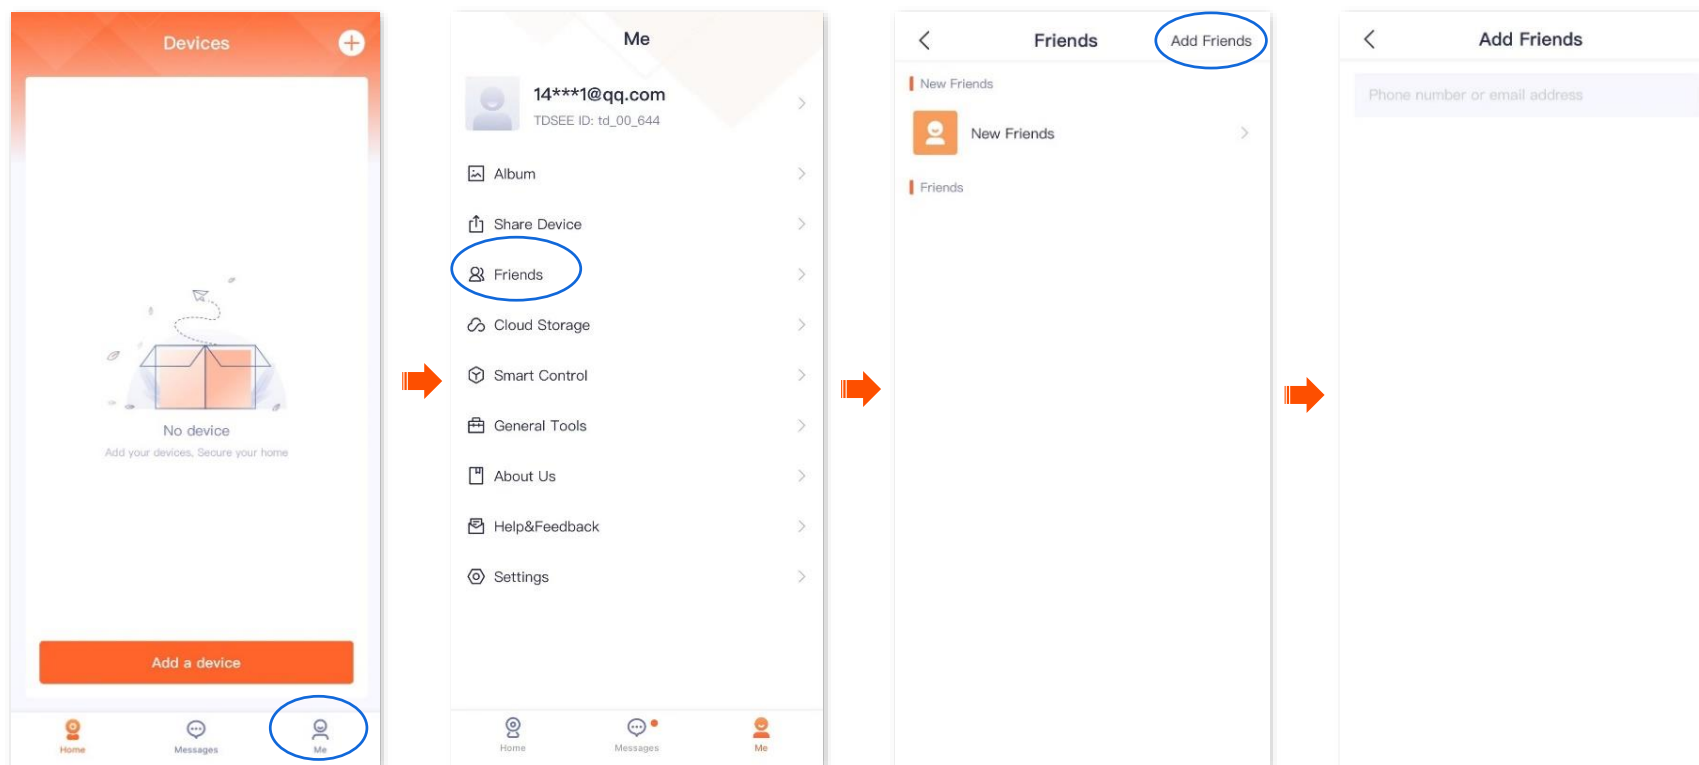 Devices
No device
Add your devices, Secure your home
Add a device
Home
Messages
Me
Me
14***1@qq.com
TDSEE ID: td_00_644
Album
Share Device
Friends
Cloud Storage
Smart Control
General Tools
About Us
Help&Feedback
Settings
Home
Messages
Me
Friends
Add Friends
New Friends
New Friends
Friends
Add Friends
Phone number or email address